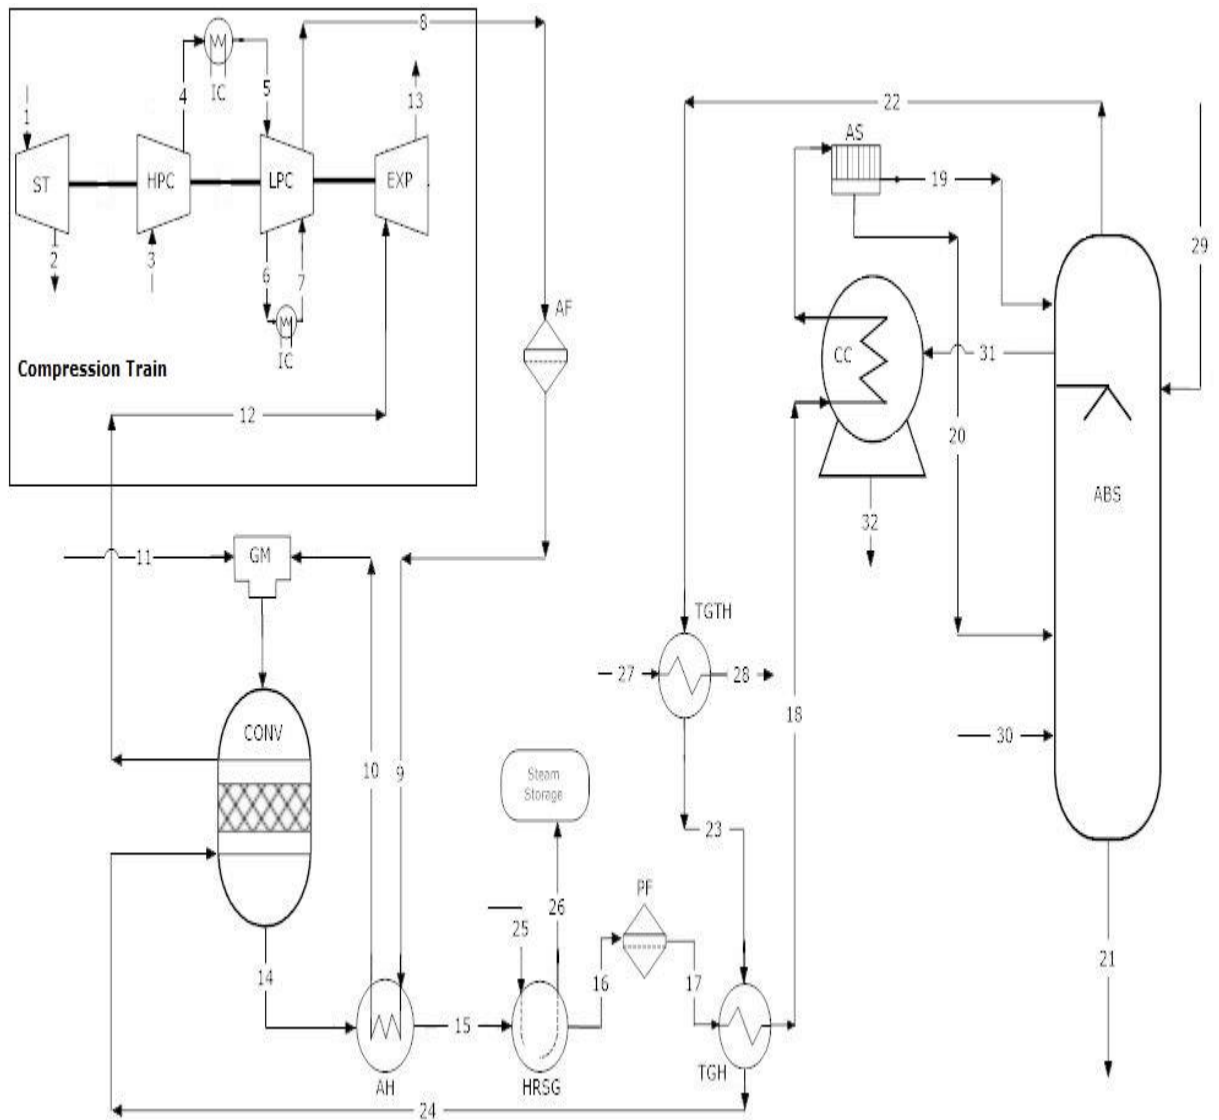 8
22
1
4
IC
5
13
AS
ST
HPC
LPC
EXP
19
2
3
6
7
29
IC
AF
CC
31
Compression Train
12
20
ABS
32
11
GM
TGTH
27
28
18
CONV
30
10
9
Steam
Storage
23
PF
25
26
14
16
17
21
15
AH
HRSG
TGH
24